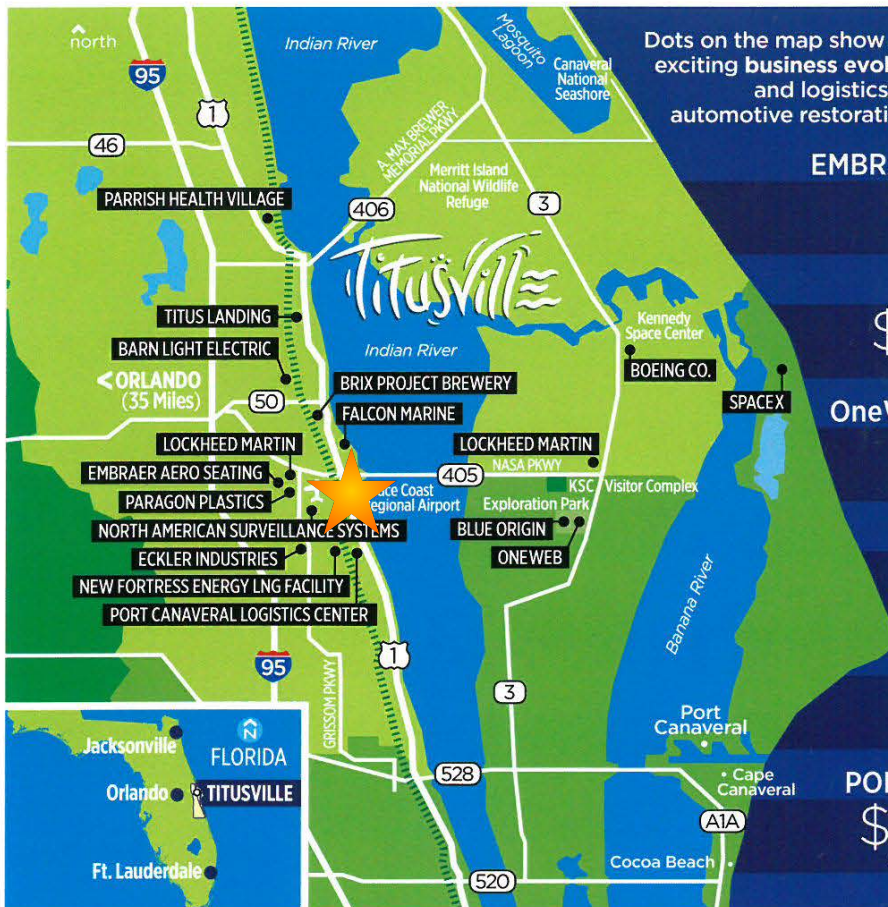 north
Indian River
Mosquito
Lagoon
Canaveral
National
Seashore
Dots on the map show
exciting business evol
and logistics
automotive restorati
95
1
46
A. MAX BREWER
MEMORIAL PKWY
Merritt Island
National Wildlife
Refuge
EMBR
PARRISH HEALTH VILLAGE
406
3
Titusville
TITUS LANDING
Kennedy
Space Center
$
BARN LIGHT ELECTRIC
Indian River
BOEING CO.
<ORLANDO
(35 Miles)
BRIX PROJECT BREWERY
SPACEX
50
FALCON MARINE
OneW
LOCKHEED MARTIN
LOCKHEED MARTIN
EMBRAER AERO SEATING
405
NASA PKWY
PARAGON PLASTICS
Coast
Regional Airport
KSC Visitor Complex
Exploration Park
NORTH AMERICAN SURVEILLANCE SYSTEMS
BLUE ORIGIN
ECKLER INDUSTRIES
ONEWEB
NEW FORTRESS ENERGY LNG FACILITY
PORT CANAVERAL LOGISTICS CENTER
Banana River
95
1
3
GRISSOM PKWY
Port
Canaveral
Jacksonville
N
FLORIDA
528
Cape
Canaveral
Orlando
TITUSVILLE
POR
$
A1A
Ft. Lauderdale
520
Cocoa Beach